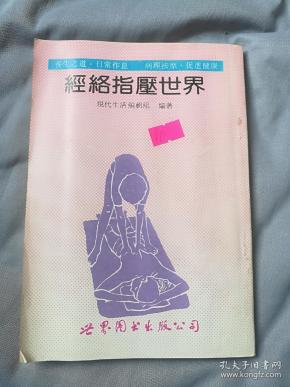 養生之道·日常作息　病理按摩·促進健康
經絡指壓世界
現代生活編輯組　編著
世界图书出版公司
孔夫子旧书网